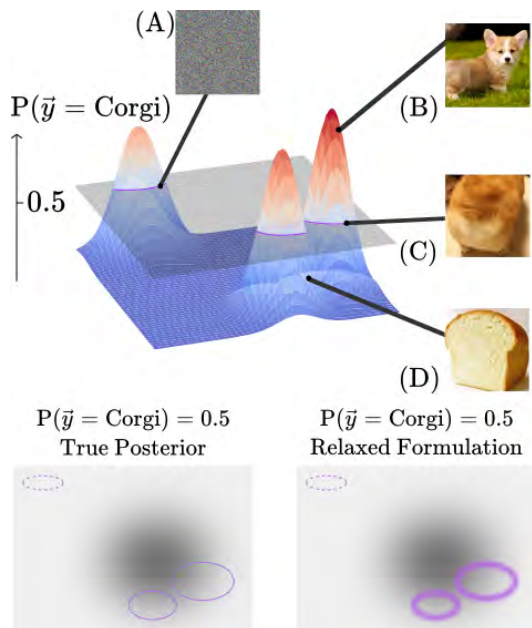 (A)
P(y⃗ = Corgi)
(B)
0.5
(C)
(D)
P(y⃗ = Corgi) = 0.5
True Posterior
P(y⃗ = Corgi) = 0.5
Relaxed Formulation